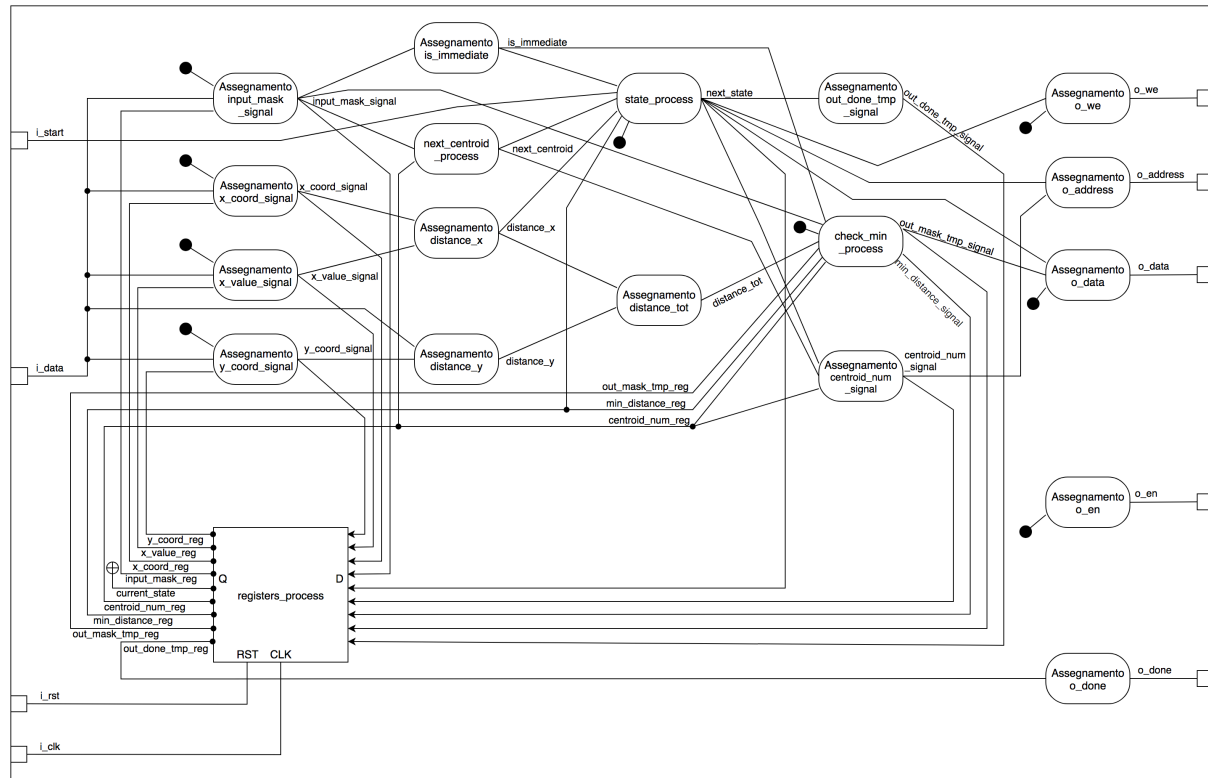 Assegnamento
is_immediate
is_immediate
Assegnamento
input_mask
_signal
input_mask_signal
state_process
next_state
Assegnamento
out_done_tmp
_signal
out_done_tmp_signal
Assegnamento
o_we
o_we
i_start
next_centroid
_process
next_centroid
Assegnamento
x_coord_signal
x_coord_signal
Assegnamento
o_address
o_address
Assegnamento
distance_x
distance_x
check_min
_process
out_mask_tmp_signal
min_distance_signal
Assegnamento
x_value_signal
x_value_signal
Assegnamento
o_data
o_data
Assegnamento
distance_tot
distance_tot
Assegnamento
y_coord_signal
y_coord_signal
Assegnamento
distance_y
distance_y
i_data
Assegnamento
centroid_num
_signal
centroid_num
_signal
out_mask_tmp_reg
min_distance_reg
centroid_num_reg
Assegnamento
o_en
o_en
y_coord_reg
x_value_reg
x_coord_reg
input_mask_reg
current_state
centroid_num_reg
min_distance_reg
out_mask_tmp_reg
out_done_tmp_reg
Q
D
registers_process
RST CLK
Assegnamento
o_done
o_done
i_rst
i_clk